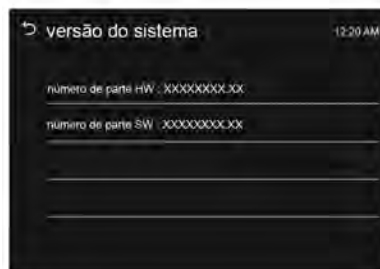 versão do sistema
12:20 AM
número de parte HW : XXXXXXXX.XX
número de parte SW : XXXXXXXX.XX